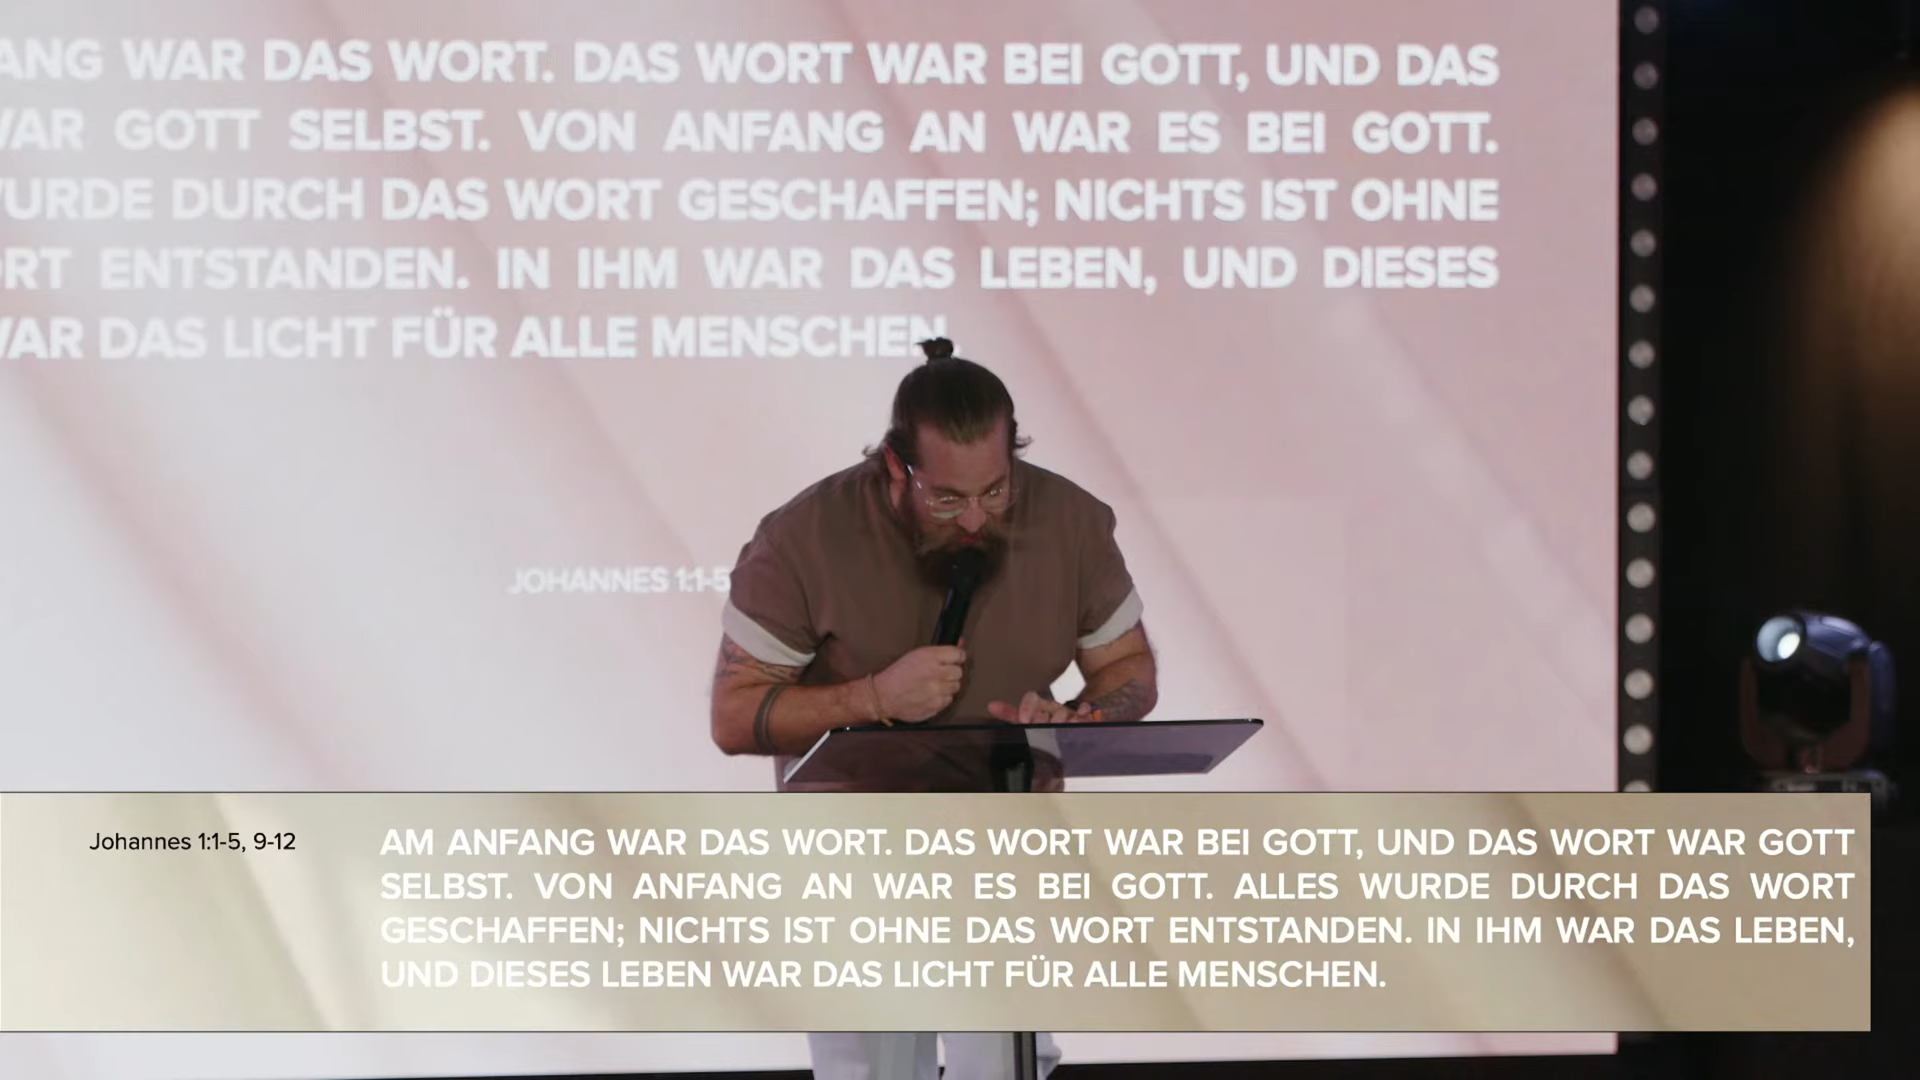 ANG WAR DAS WORT. DAS WORT WAR BEI GOTT, UND DAS
AR GOTT SELBST. VON ANFANG AN WAR ES BEI GOTT.
URDE DURCH DAS WORT GESCHAFFEN; NICHTS IST OHNE
RT ENTSTANDEN. IN IHM WAR DAS LEBEN, UND DIESES
AR DAS LICHT FÜR ALLE MENSCHEN
JOHANNES 1:1-5
Johannes 1:1-5, 9-12
AM ANFANG WAR DAS WORT. DAS WORT WAR BEI GOTT, UND DAS WORT WAR GOTT
SELBST. VON ANFANG AN WAR ES BEI GOTT. ALLES WURDE DURCH DAS WORT
GESCHAFFEN; NICHTS IST OHNE DAS WORT ENTSTANDEN. IN IHM WAR DAS LEBEN,
UND DIESES LEBEN WAR DAS LICHT FÜR ALLE MENSCHEN.